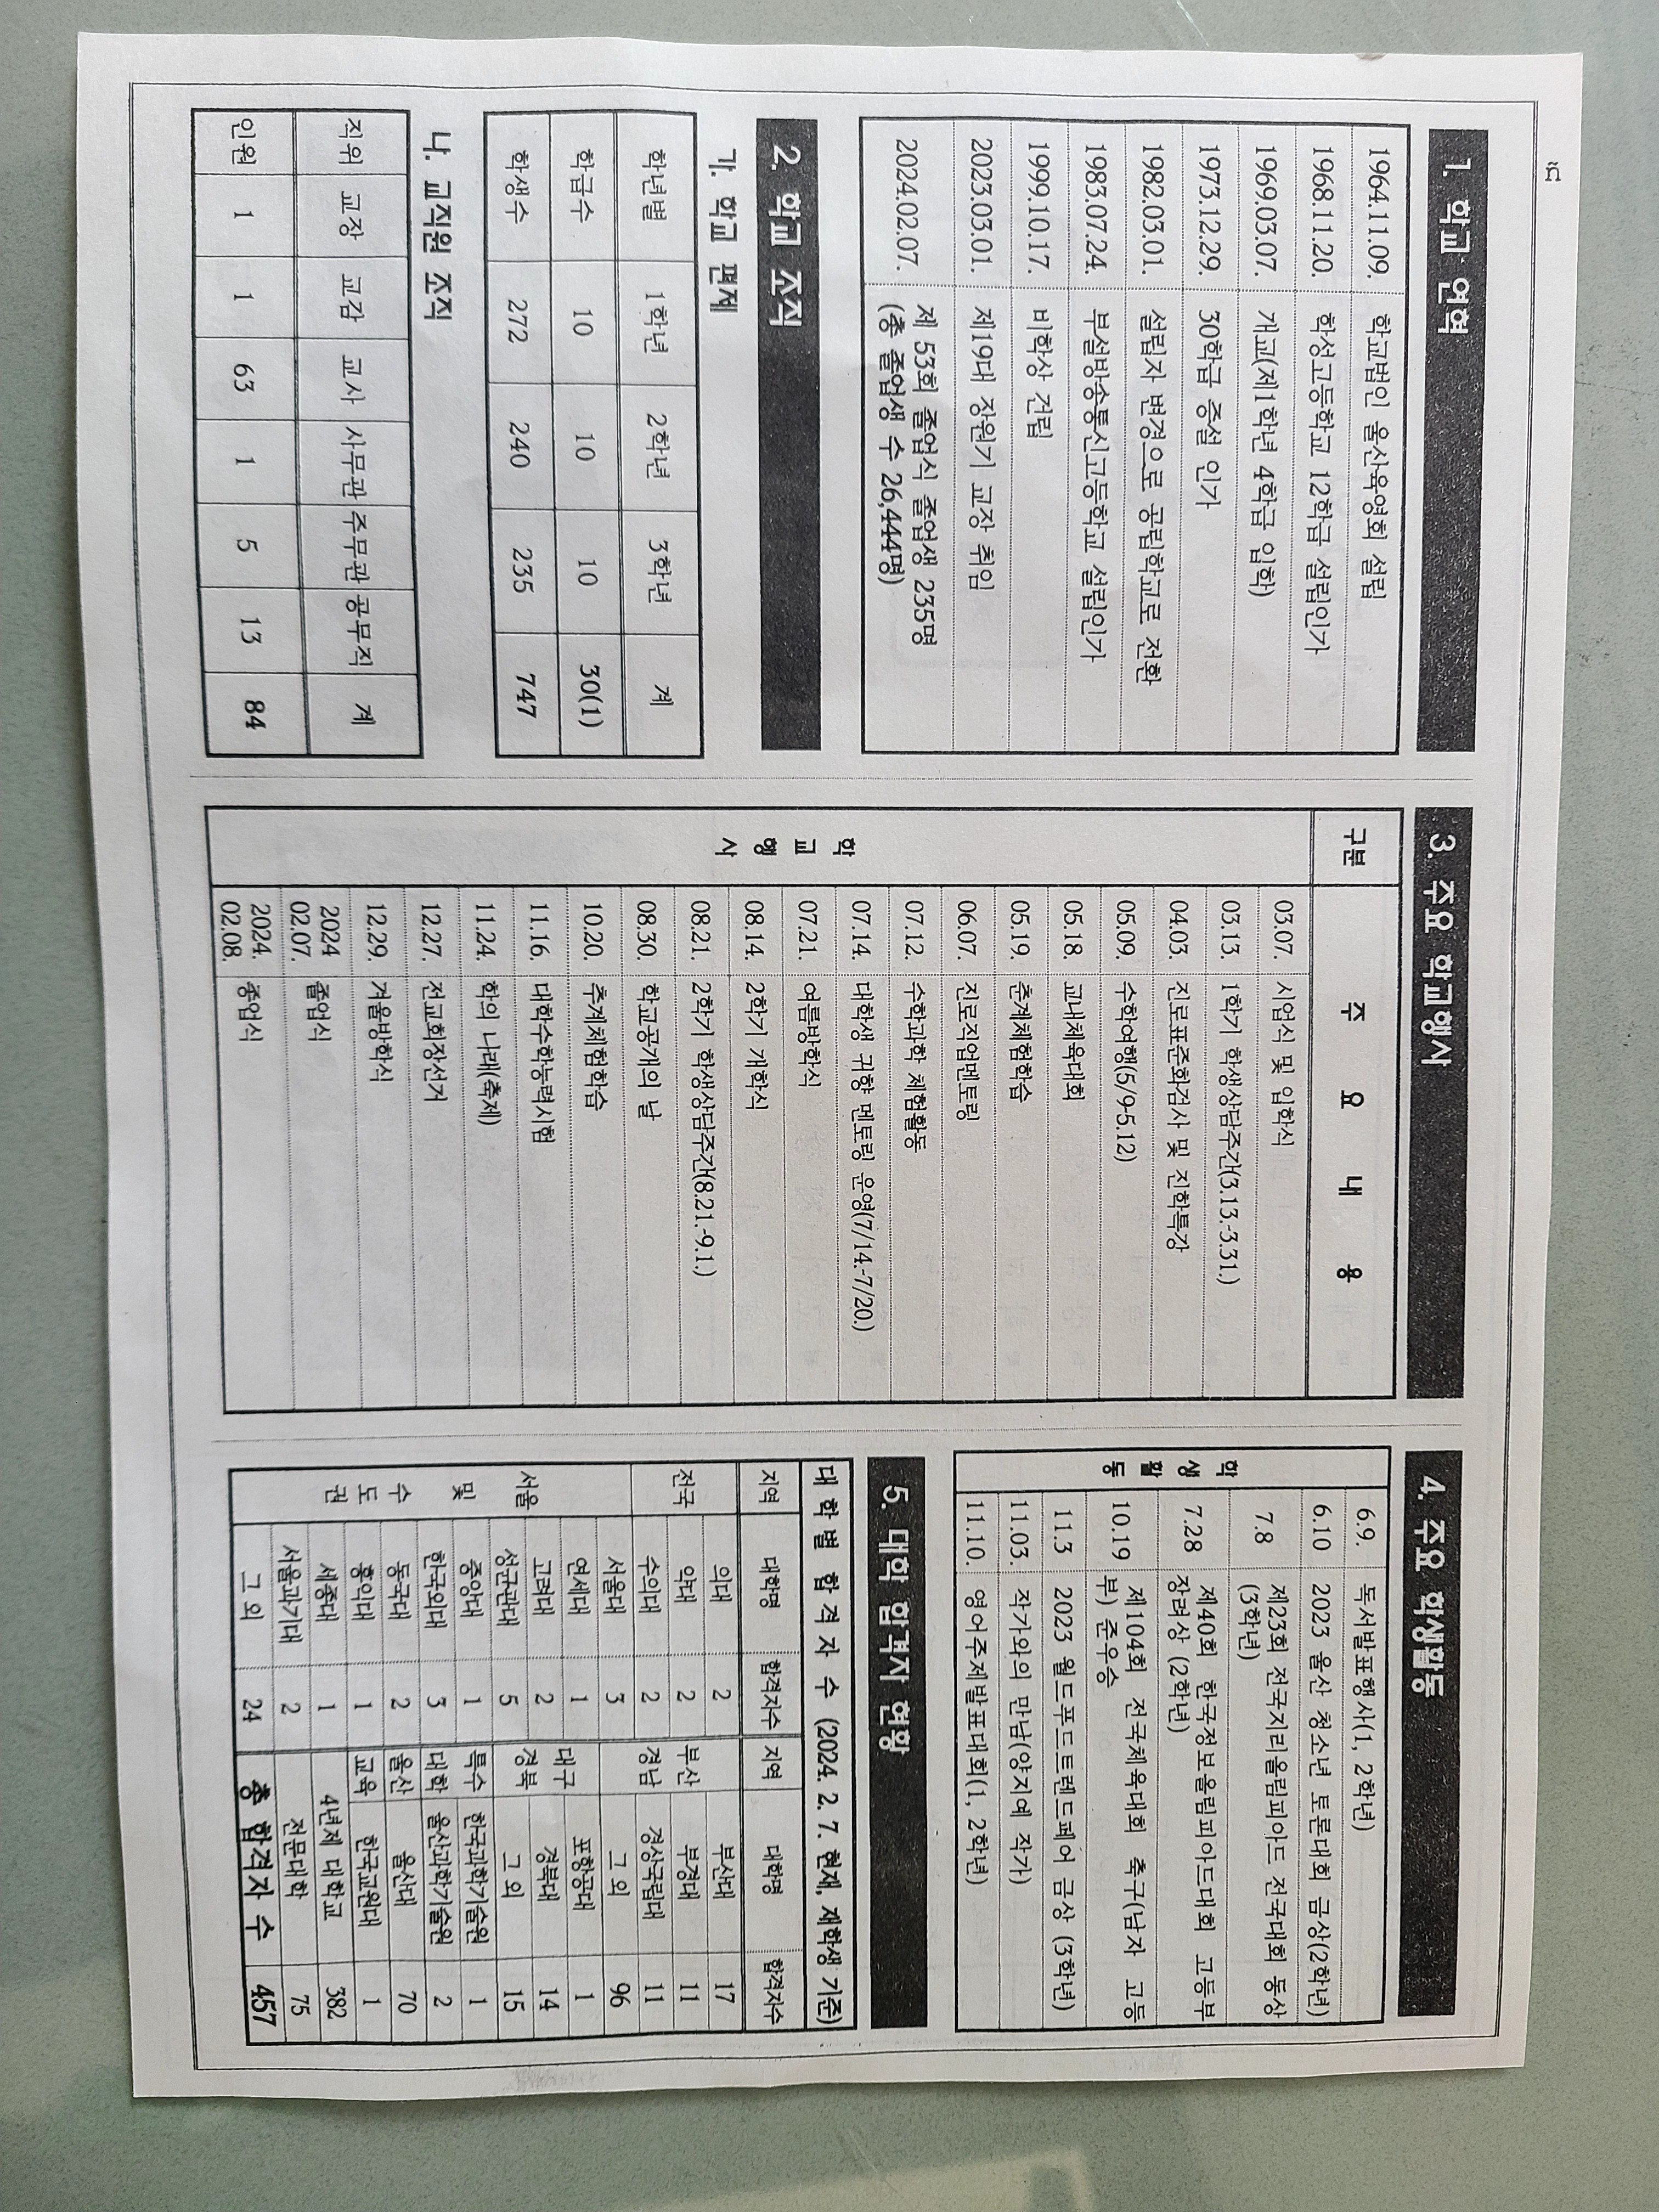 1. 학교 연혁
1964.11.09. 학교법인 울산육영회 설립
1968.11.20. 학성고등학교 12학급 설립인가
1969.03.07. 개교(제1학년 4학급 입학)
1973.12.29. 30학급 증설 인가
1982.03.01. 설립자 변경으로 공립학교로 전환
1983.07.24. 부설방송통신고등학교 설립인가
1999.10.17. 비학상 건립
2023.03.01. 제19대 장원기 교장 취임
2024.02.07. 제 53회 졸업식 졸업생 235명
(총 졸업생 수 26,444명)
2. 학교 조직
가. 학교 편제
학년별 1학년 2학년 3학년 계
학급수 10 10 10 30(1)
학생수 272 240 235 747
나. 교직원 조직
직위 교장 교감 교사 사무관 주무관 공무직 계
인원 1 1 63 1 5 13 84
3. 주요 학교행사
구분 주 요 내 용
학 교 행 사
03.07. 시업식 및 입학식
03.13. 1학기 학생상담주간(3.13.-3.31.)
04.03. 진로표준화검사 및 진학특강
05.09. 수학여행(5/9-5.12)
05.18. 교내체육대회
05.19. 춘계체험학습
06.07. 진로직업멘토링
07.12. 수학과학 체험활동
07.14. 대학생 귀향 멘토링 운영(7/14.-7/20.)
07.21. 여름방학식
08.14. 2학기 개학식
08.21. 2학기 학생상담주간(8.21.-9.1.)
08.30. 학교공개의 날
10.20. 추계체험학습
11.16. 대학수학능력시험
11.24. 학의 나래(축제)
12.27. 전교회장선거
12.29. 겨울방학식
2024
02.07. 졸업식
2024.
02.08. 종업식
4. 주요 학생활동
학 생 활 동
6.9. 독서발표행사(1, 2학년)
6.10 2023 울산 청소년 토론대회 금상(2학년)
7.8 제23회 전국지리올림피아드 전국대회 동상
(3학년)
7.28 제40회 한국정보올림피아드대회 고등부
장려상 (2학년)
10.19 제104회 전국체육대회 축구(남자 고등
부) 준우승
11.3 2023 월드푸드트렌드페어 금상 (3학년)
11.03. 작가와의 만남(양지예 작가)
11.10. 영어주제발표대회(1, 2학년)
5. 대학 합격자 현황
대 학 별 합 격 자 수 (2024. 2. 7. 현재, 재학생 기준)
지역 대학명 합격자수 지역 대학명 합격자수
전국 의대 2 부산 경남 부산대 17
약대 2 부경대 11
수의대 2 경상국립대 11
서울 및 수 도 권 서울대 3 그 외 96
연세대 1 대구 경북 포항공대 1
고려대 2 경북대 14
성균관대 5 그 외 15
중앙대 1 특수 대학 한국과학기술원 1
한국외대 3 울산과학기술원 2
동국대 2 울산 울산대 70
홍익대 1 교육 한국교원대 1
세종대 1 4년제 대학교 382
서울과기대 2 전문대학 75
그 외 24 총 합격자 수 457